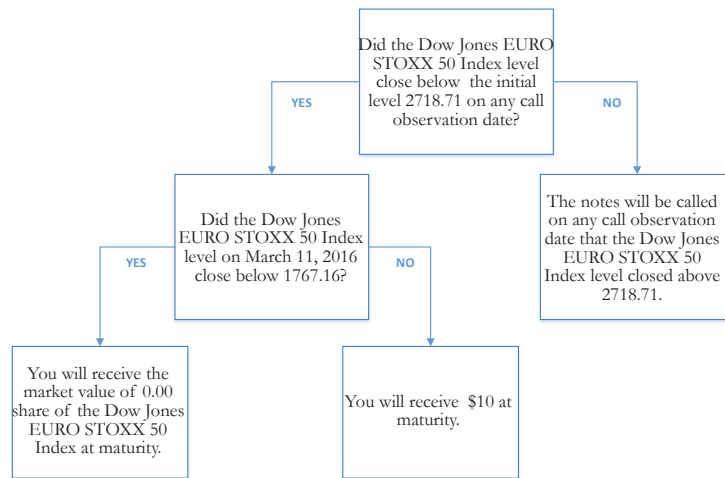 Did the Dow Jones EURO
STOXX 50 Index level
close below the initial
level 2718.71 on any call
observation date?
YES
NO
Did the Dow Jones
EURO STOXX 50 Index
level on March 11, 2016
close below 1767.16?
The notes will be called
on any call observation
date that the Dow Jones
EURO STOXX 50
Index level closed above
2718.71.
YES
NO
You will receive the
market value of 0.00
share of the Dow Jones
EURO STOXX 50
Index at maturity.
You will receive $10 at
maturity.